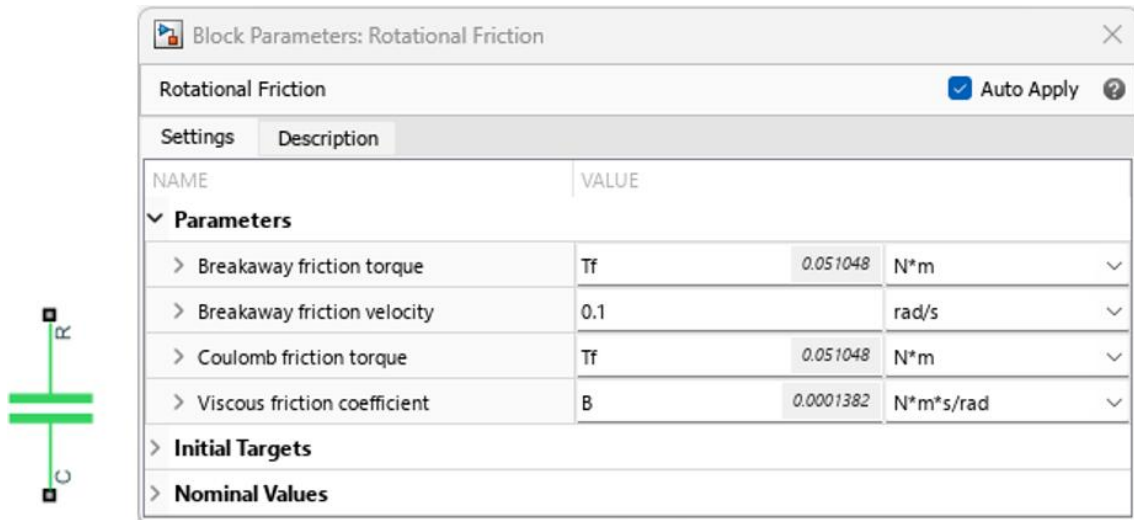 Block Parameters: Rotational Friction
Rotational Friction Auto Apply ?
Settings Description
NAME VALUE
Parameters
Breakaway friction torque Tf 0.051048 N*m
Breakaway friction velocity 0.1 rad/s
Coulomb friction torque Tf 0.051048 N*m
Viscous friction coefficient B 0.0001382 N*m*s/rad
Initial Targets
Nominal Values
R
C